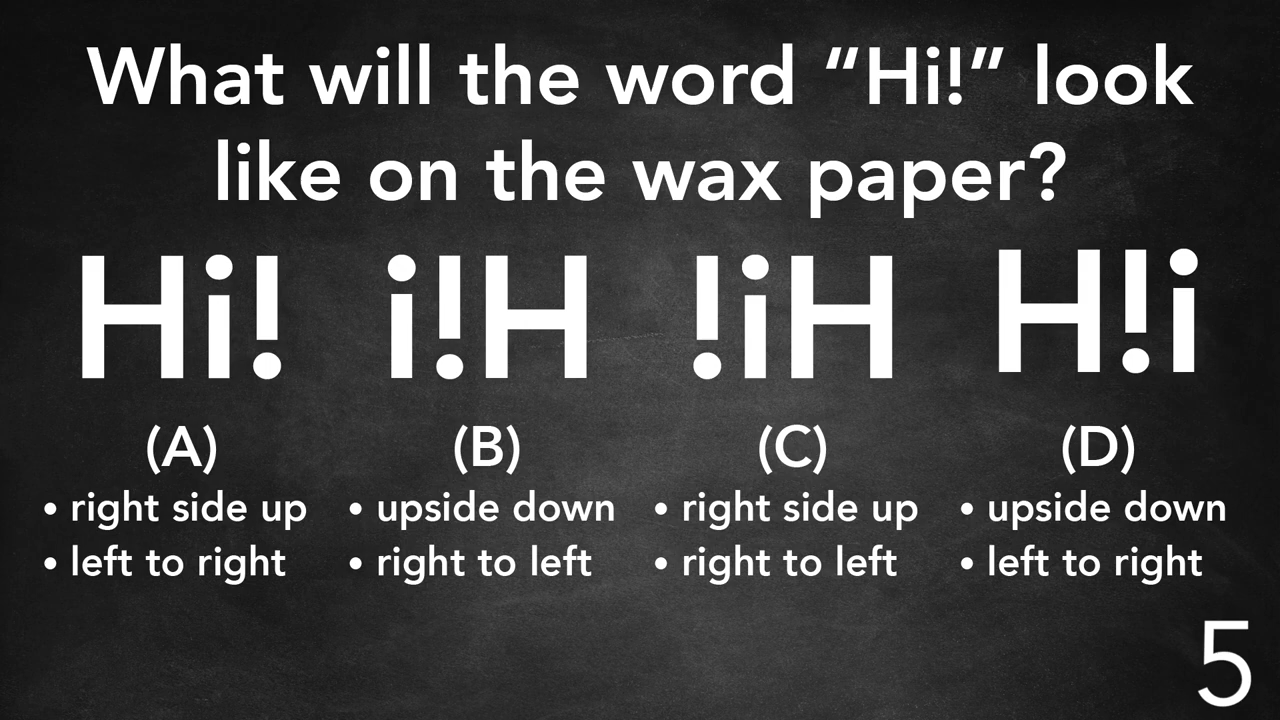 What will the word “Hi!” look
like on the wax paper?
Hi! i!H !iH H!i
(A) (B) (C) (D)
• right side up • upside down • right side up • upside down
• left to right • right to left • right to left • left to right
5